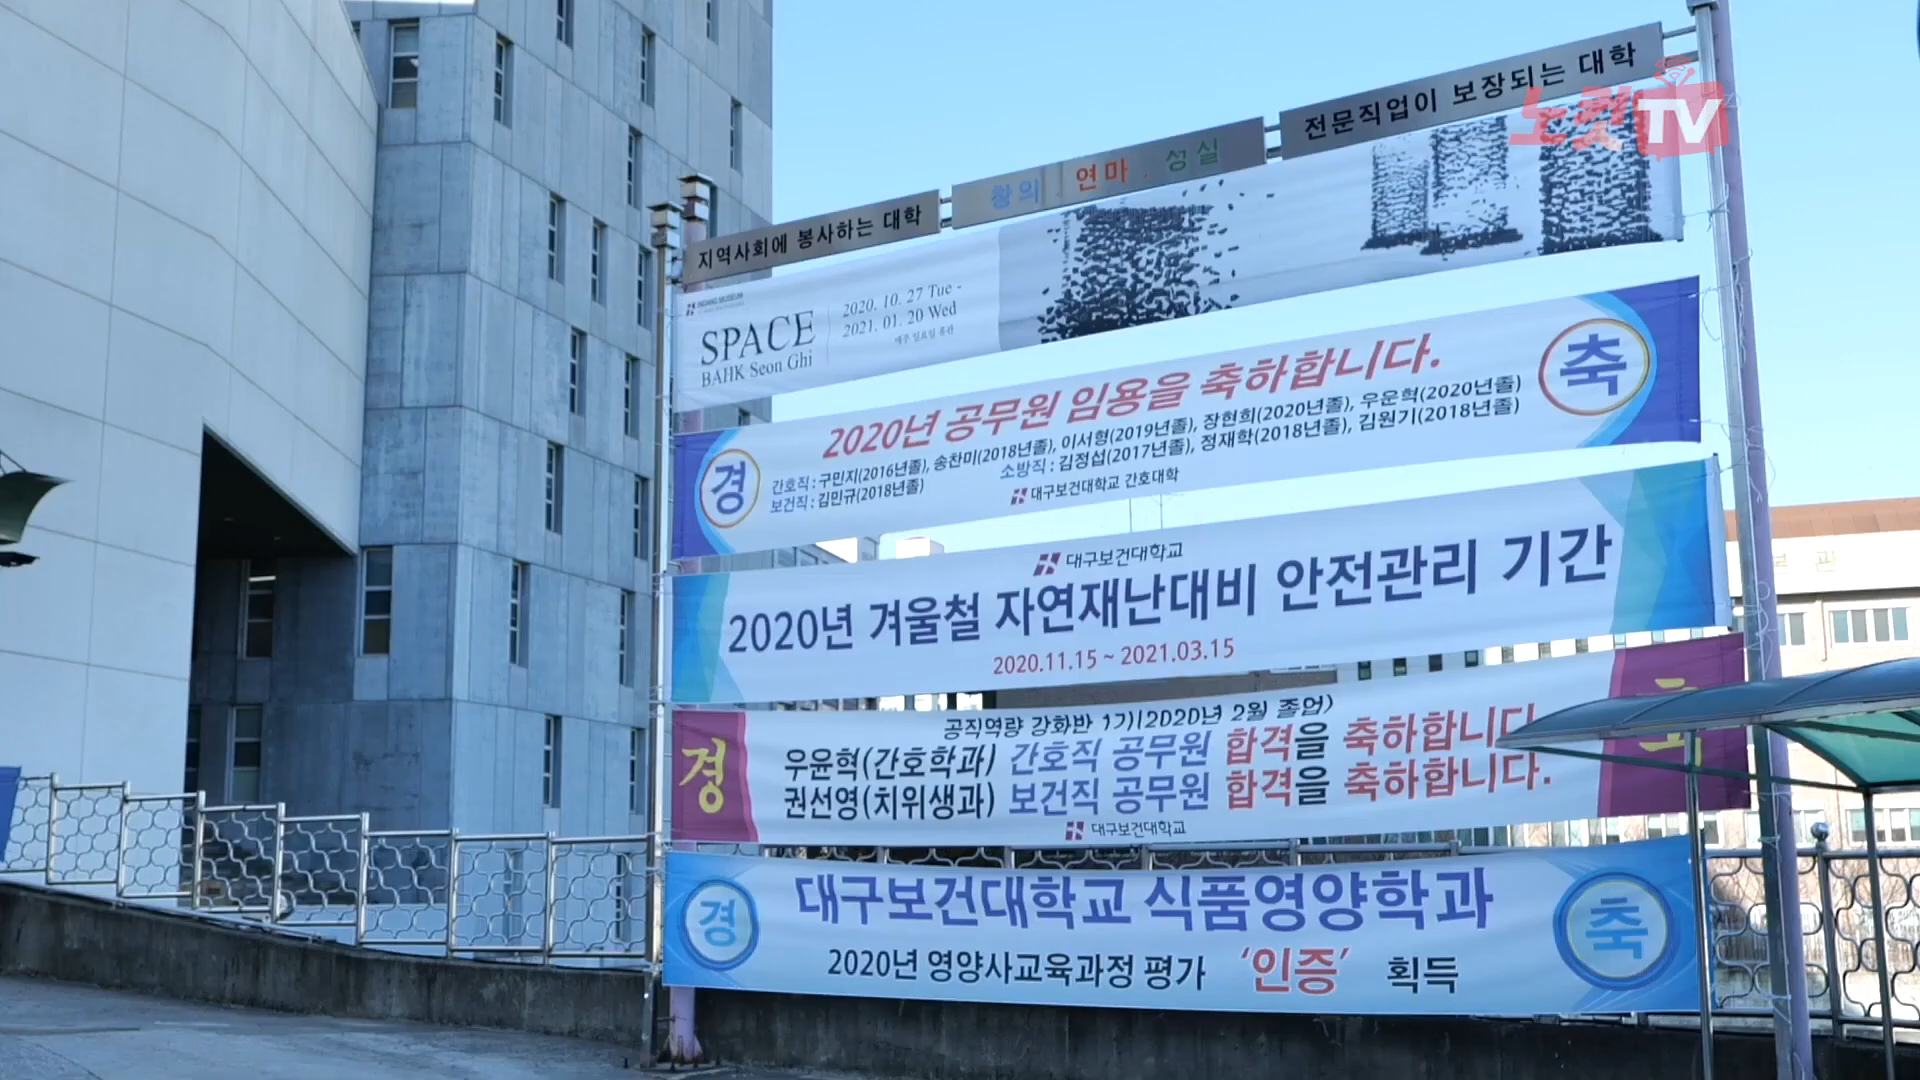 노컷TV
지역사회에 봉사하는 대학
창의 연마 성실
전문직업이 보장되는 대학
INDANG MUSEUM
SPACE
BAHK Seon Ghi
2020. 10. 27 Tue -
2021. 01. 20 Wed
매주 일요일 휴관
경 축
2020년 공무원 임용을 축하합니다.
간호직 : 구민지(2016년졸), 송찬미(2018년졸), 이서형(2019년졸), 장현희(2020년졸), 우윤혁(2020년졸)
보건직 : 김민규(2018년졸) 소방직 : 김정섭(2017년졸), 정재학(2018년졸), 김원기(2018년졸)
대구보건대학교 간호대학
대구보건대학교
2020년 겨울철 자연재난대비 안전관리 기간
2020.11.15 ~ 2021.03.15
경
공직역량 강화반 1기(2020년 2월 졸업)
우윤혁(간호학과) 간호직 공무원 합격을 축하합니다.
권선영(치위생과) 보건직 공무원 합격을 축하합니다.
대구보건대학교
경 축
대구보건대학교 식품영양학과
2020년 영양사교육과정 평가 '인증' 획득